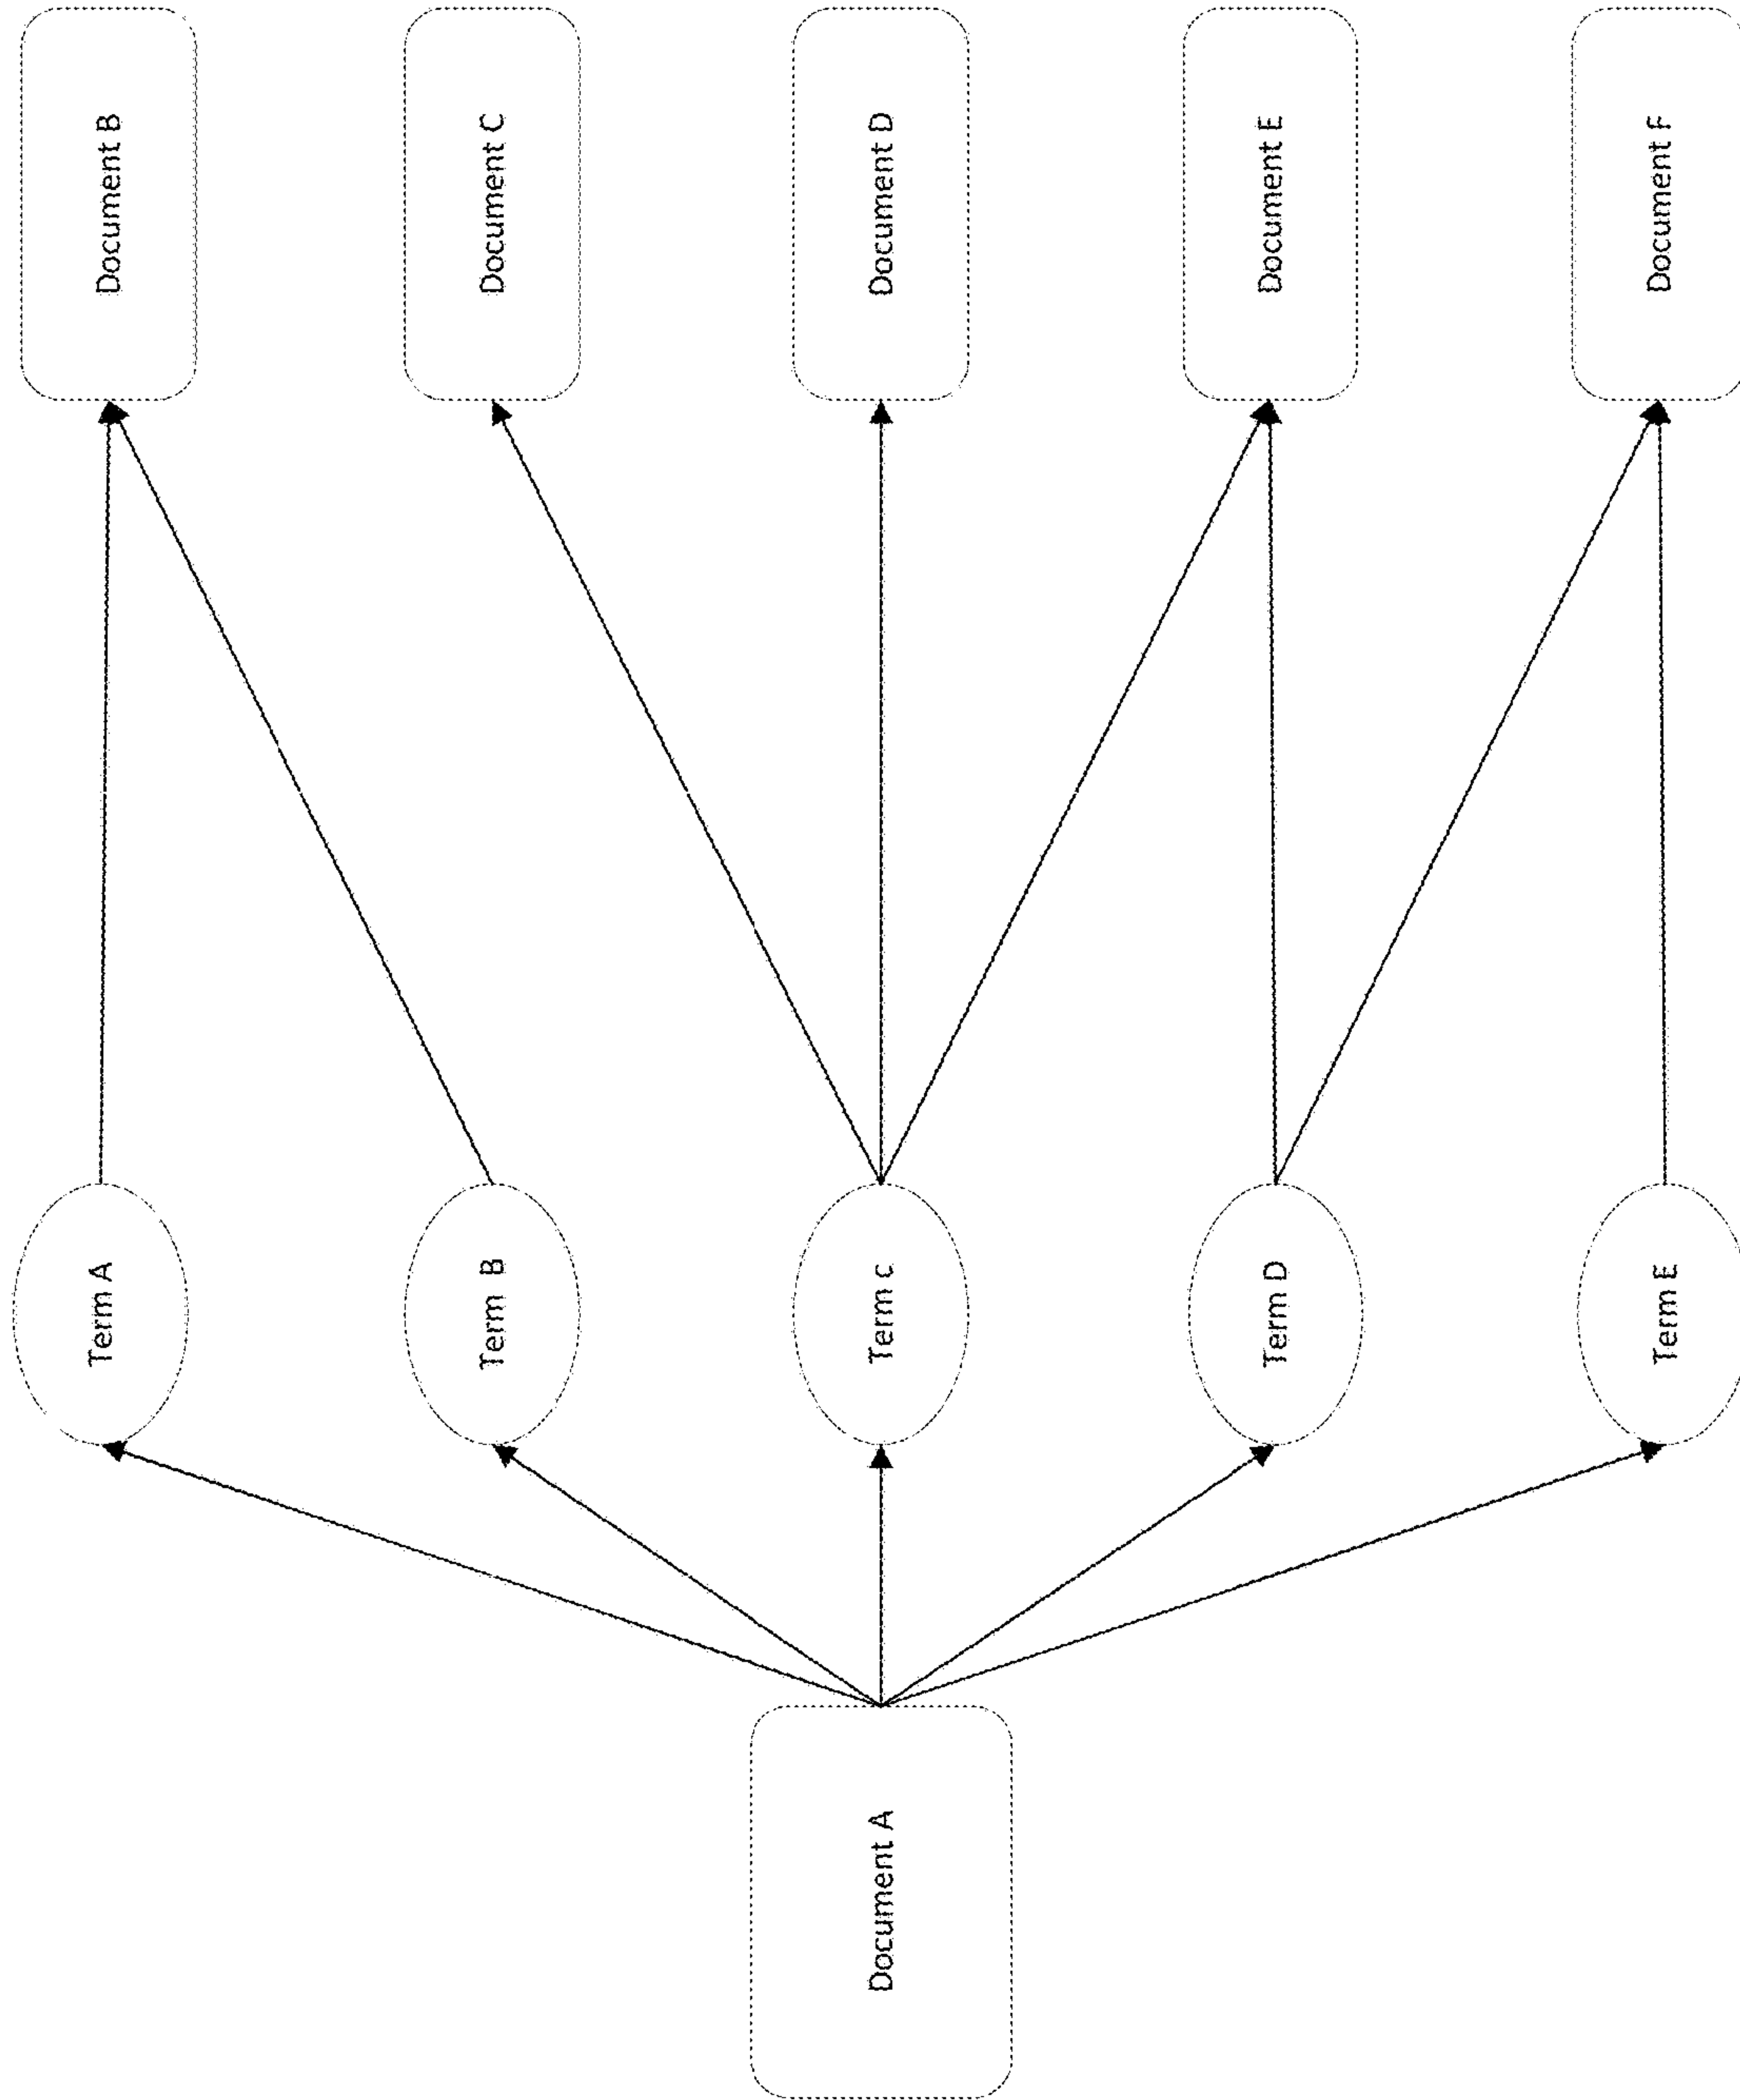 Document A
Term A
Term B
Term c
Term D
Term E
Document B
Document C
Document D
Document E
Document F